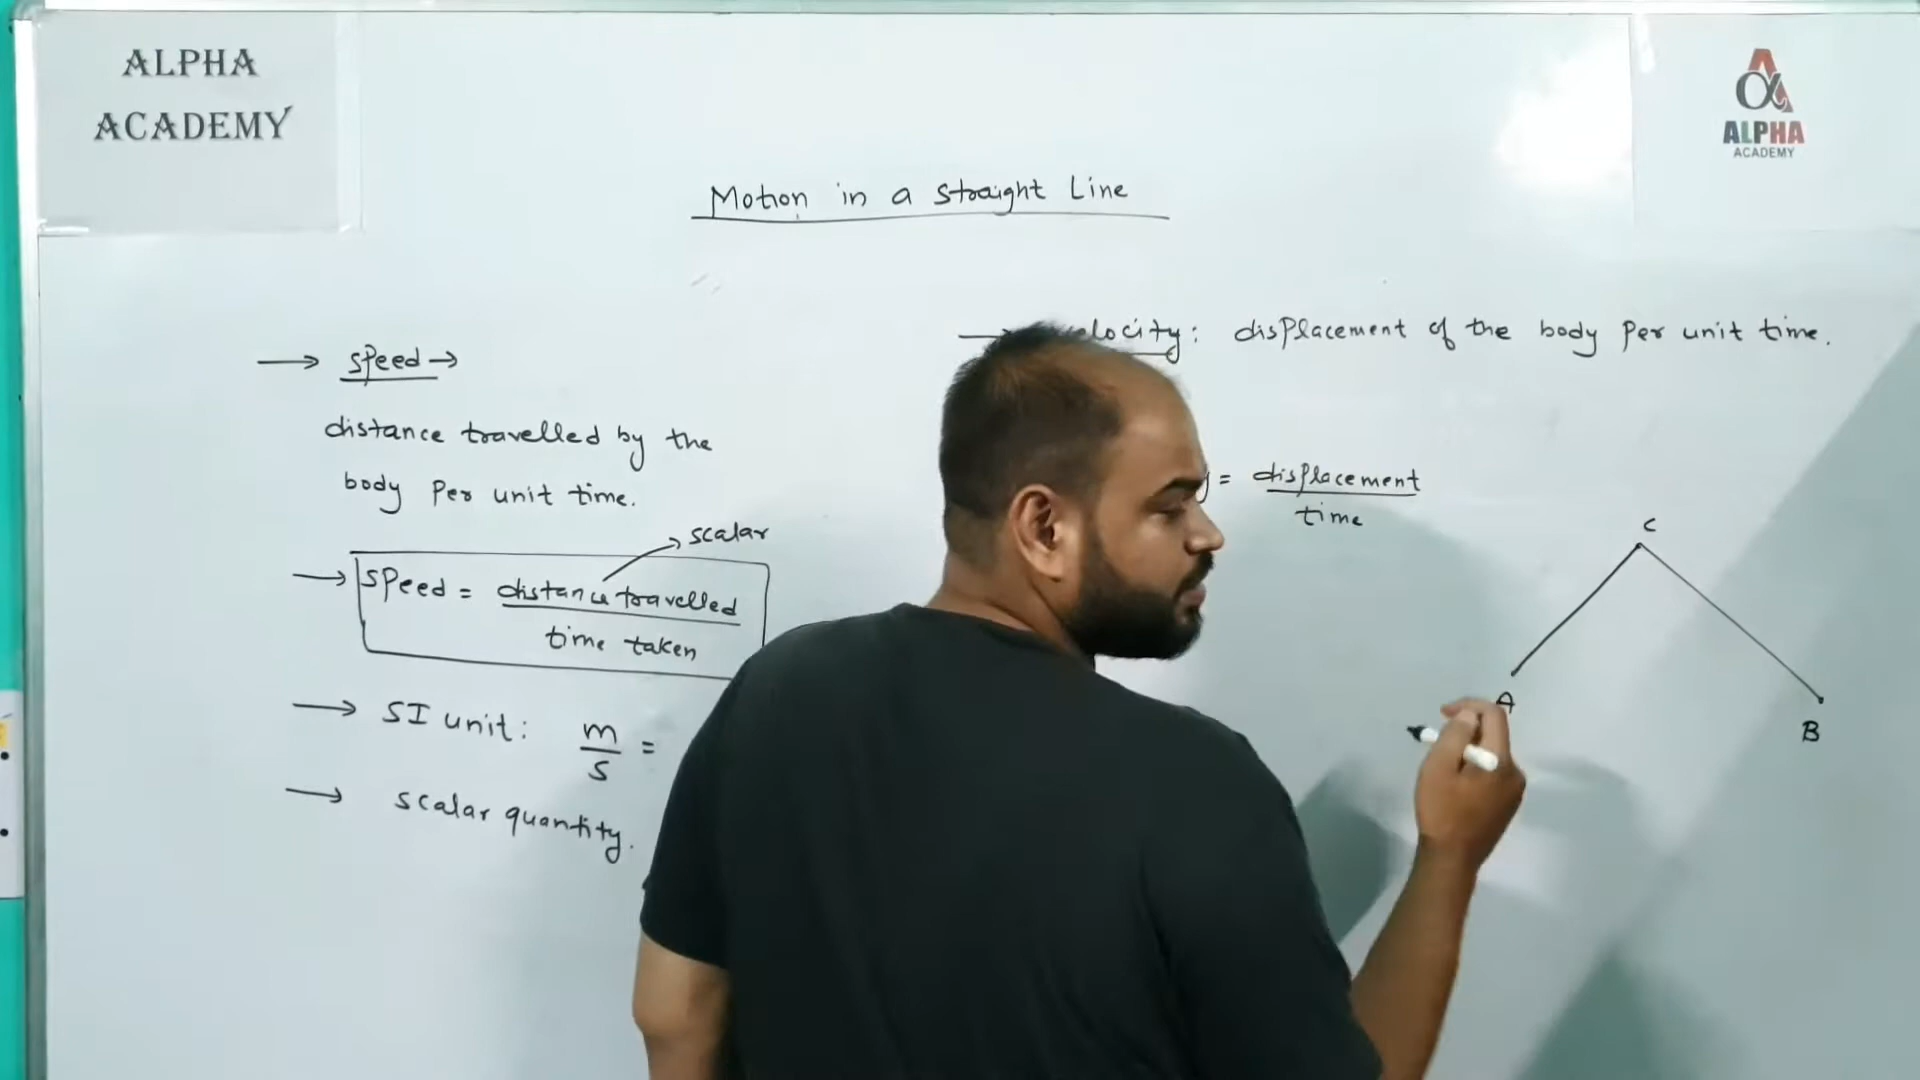 ALPHA
ACADEMY
ALPHA
ACADEMY
Motion in a straight Line
→ speed →
distance travelled by the
body Per unit time.
→ speed = distance travelled
time taken
scalar
→ SI unit: m/s =
→ scalar quantity.
displacement of the body Per unit time.
= displacement
time
C
A
B